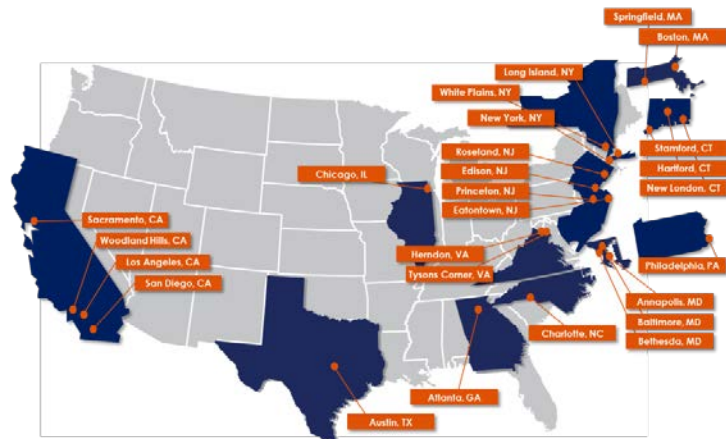 Springfield, MA
Boston, MA
Long Island, NY
White Plains, NY
New York, NY
Roseland, NJ
Edison, NJ
Princeton, NJ
Eatontown, NJ
Stamford, CT
Hartford, CT
New London, CT
Chicago, IL
Sacramento, CA
Woodland Hills, CA
Los Angeles, CA
San Diego, CA
Herndon, VA
Tysons Corner, VA
Philadelphia, PA
Annapolis, MD
Baltimore, MD
Bethesda, MD
Charlotte, NC
Atlanta, GA
Austin, TX